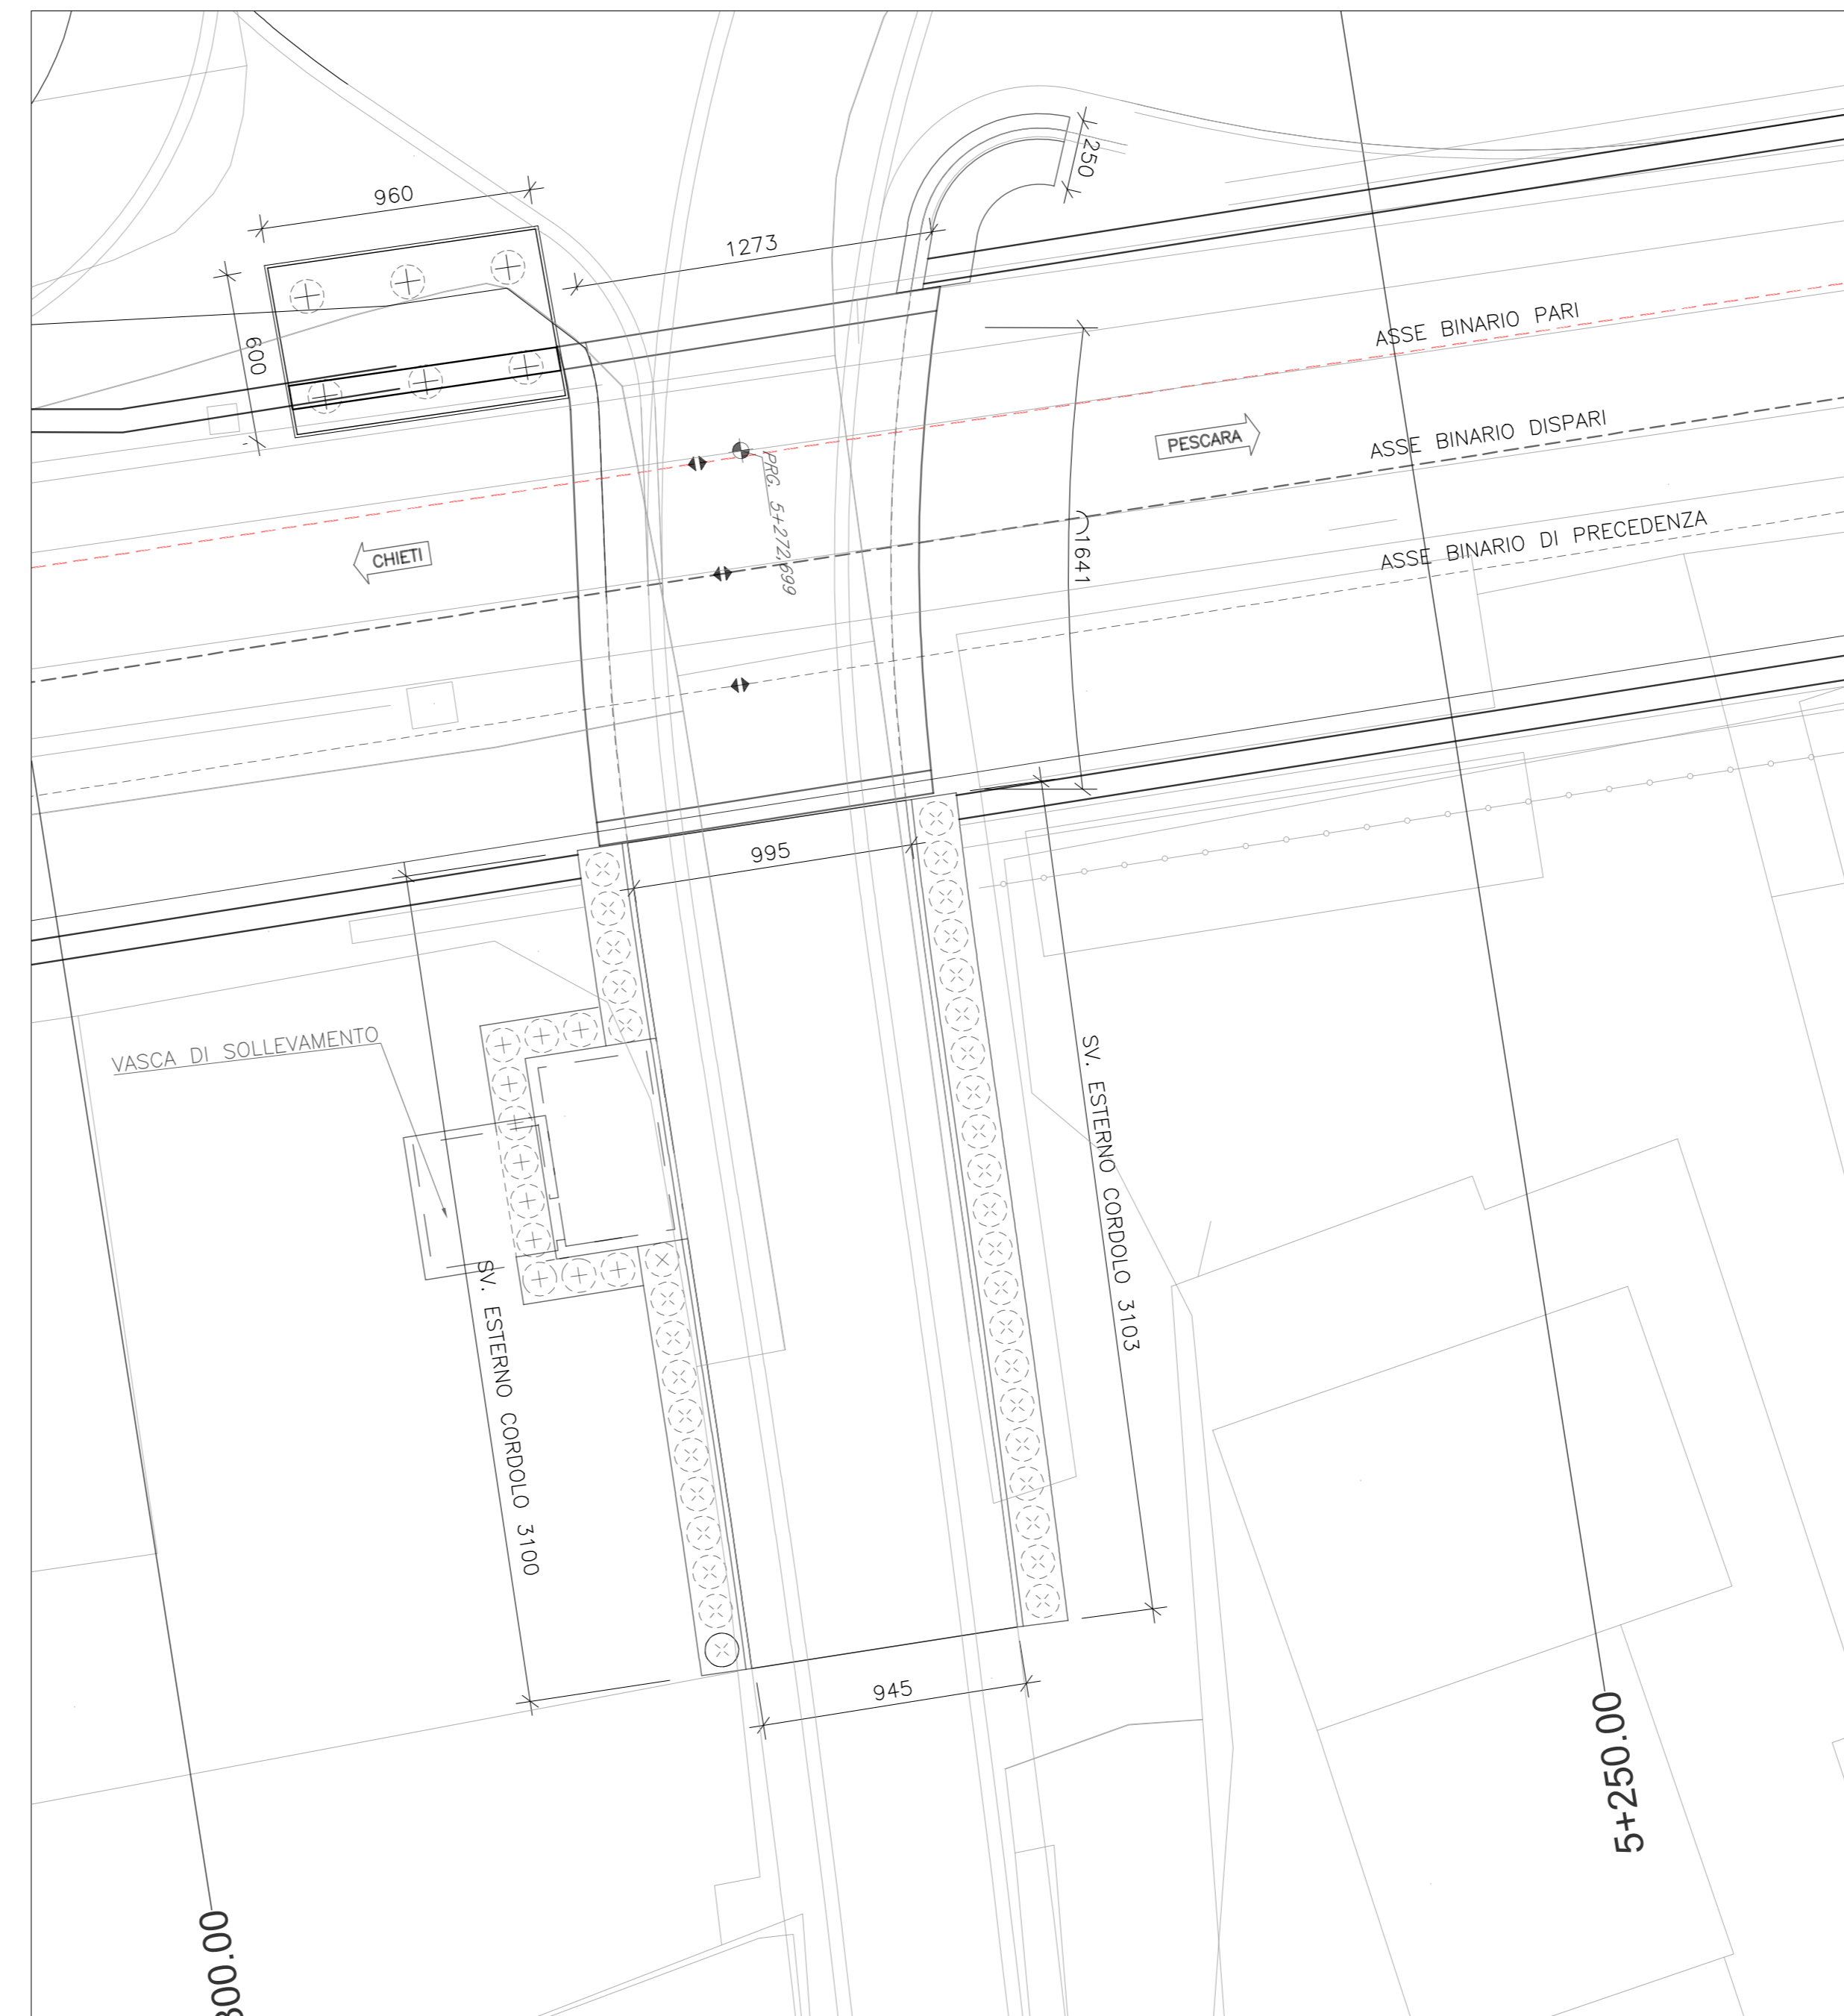 250
960
1273
600
ASSE BINARIO PARI
PESCARA
ASSE BINARIO DISPARI
PRG. 5+272,699
CHIETI
1641
ASSE BINARIO DI PRECEDENZA
995
VASCA DI SOLLEVAMENTO
SV. ESTERNO CORDOLO 3103
SV. ESTERNO CORDOLO 3100
945
5+250.00
300.00